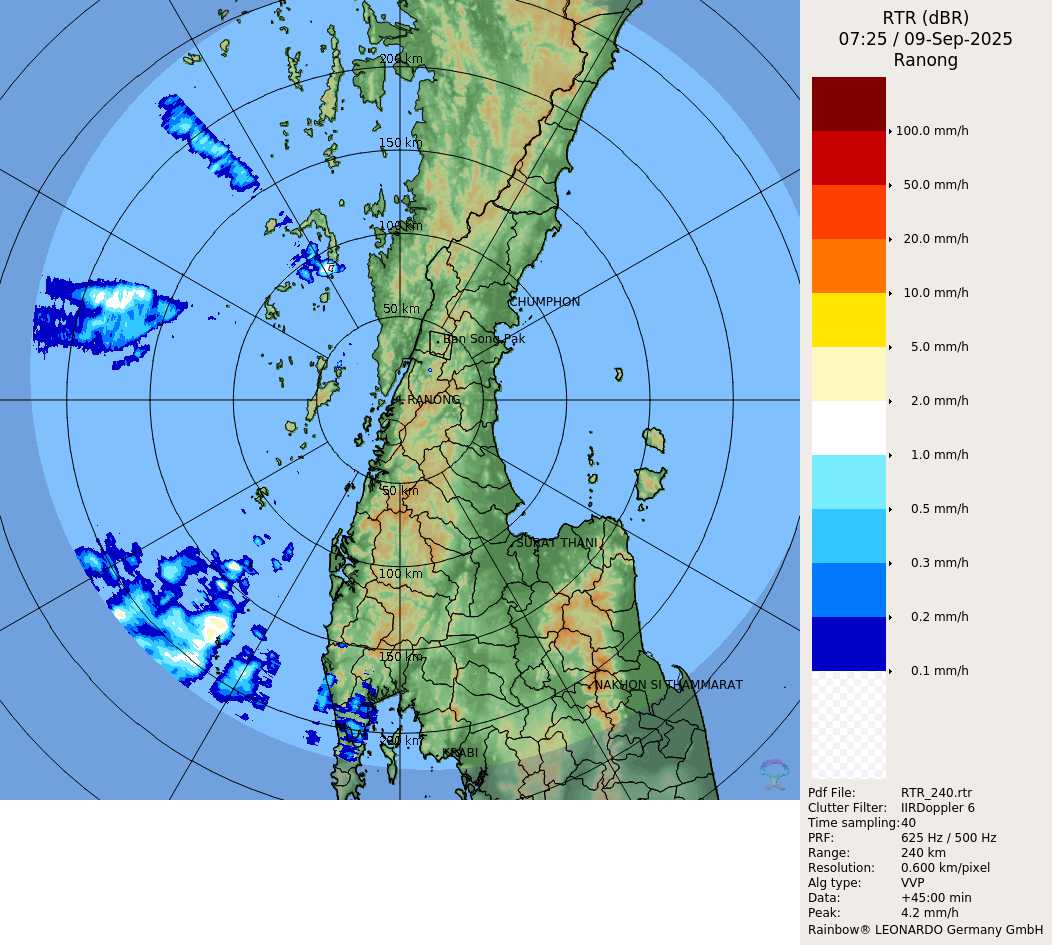 RTR (dBR)
07:25 / 09-Sep-2025
Ranong
200 km
150 km
100 km
50 km
CHUMPHON
Ban Song Pak
RANONG
50 km
SURAT THANI
100 km
150 km
NAKHON SI THAMMARAT
200 km
KRABI
100.0 mm/h
50.0 mm/h
20.0 mm/h
10.0 mm/h
5.0 mm/h
2.0 mm/h
1.0 mm/h
0.5 mm/h
0.3 mm/h
0.2 mm/h
0.1 mm/h
Pdf File: RTR_240.rtr
Clutter Filter: IIRDoppler 6
Time sampling:40
PRF: 625 Hz / 500 Hz
Range: 240 km
Resolution: 0.600 km/pixel
Alg type: VVP
Data: +45:00 min
Peak: 4.2 mm/h
Rainbow® LEONARDO Germany GmbH